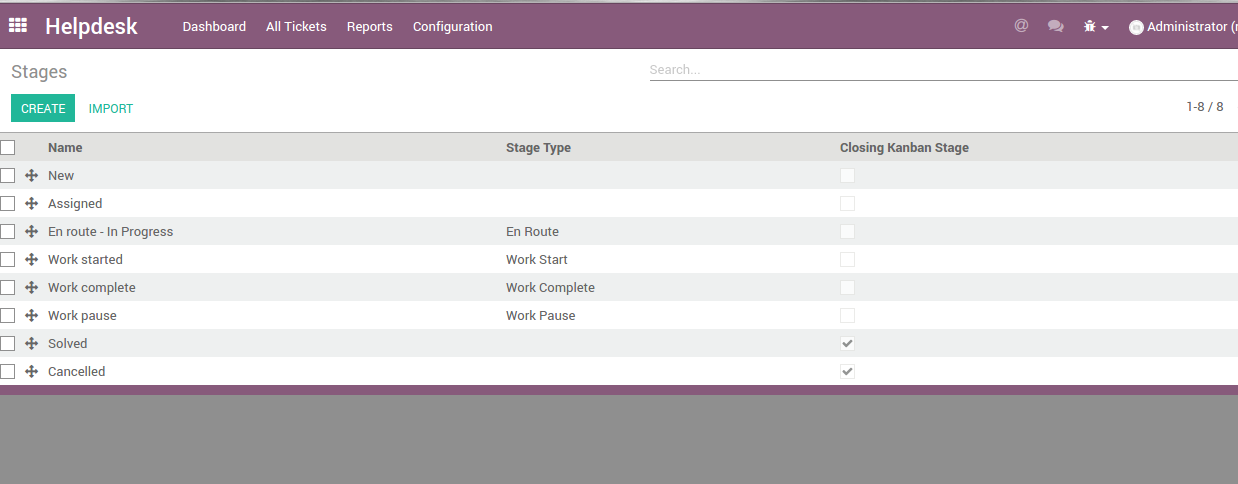 Helpdesk Dashboard All Tickets Reports Configuration @ Administrator (
Stages Search...
CREATE IMPORT 1-8 / 8
Name Stage Type Closing Kanban Stage
New
Assigned
En route - In Progress En Route
Work started Work Start
Work complete Work Complete
Work pause Work Pause
Solved
Cancelled